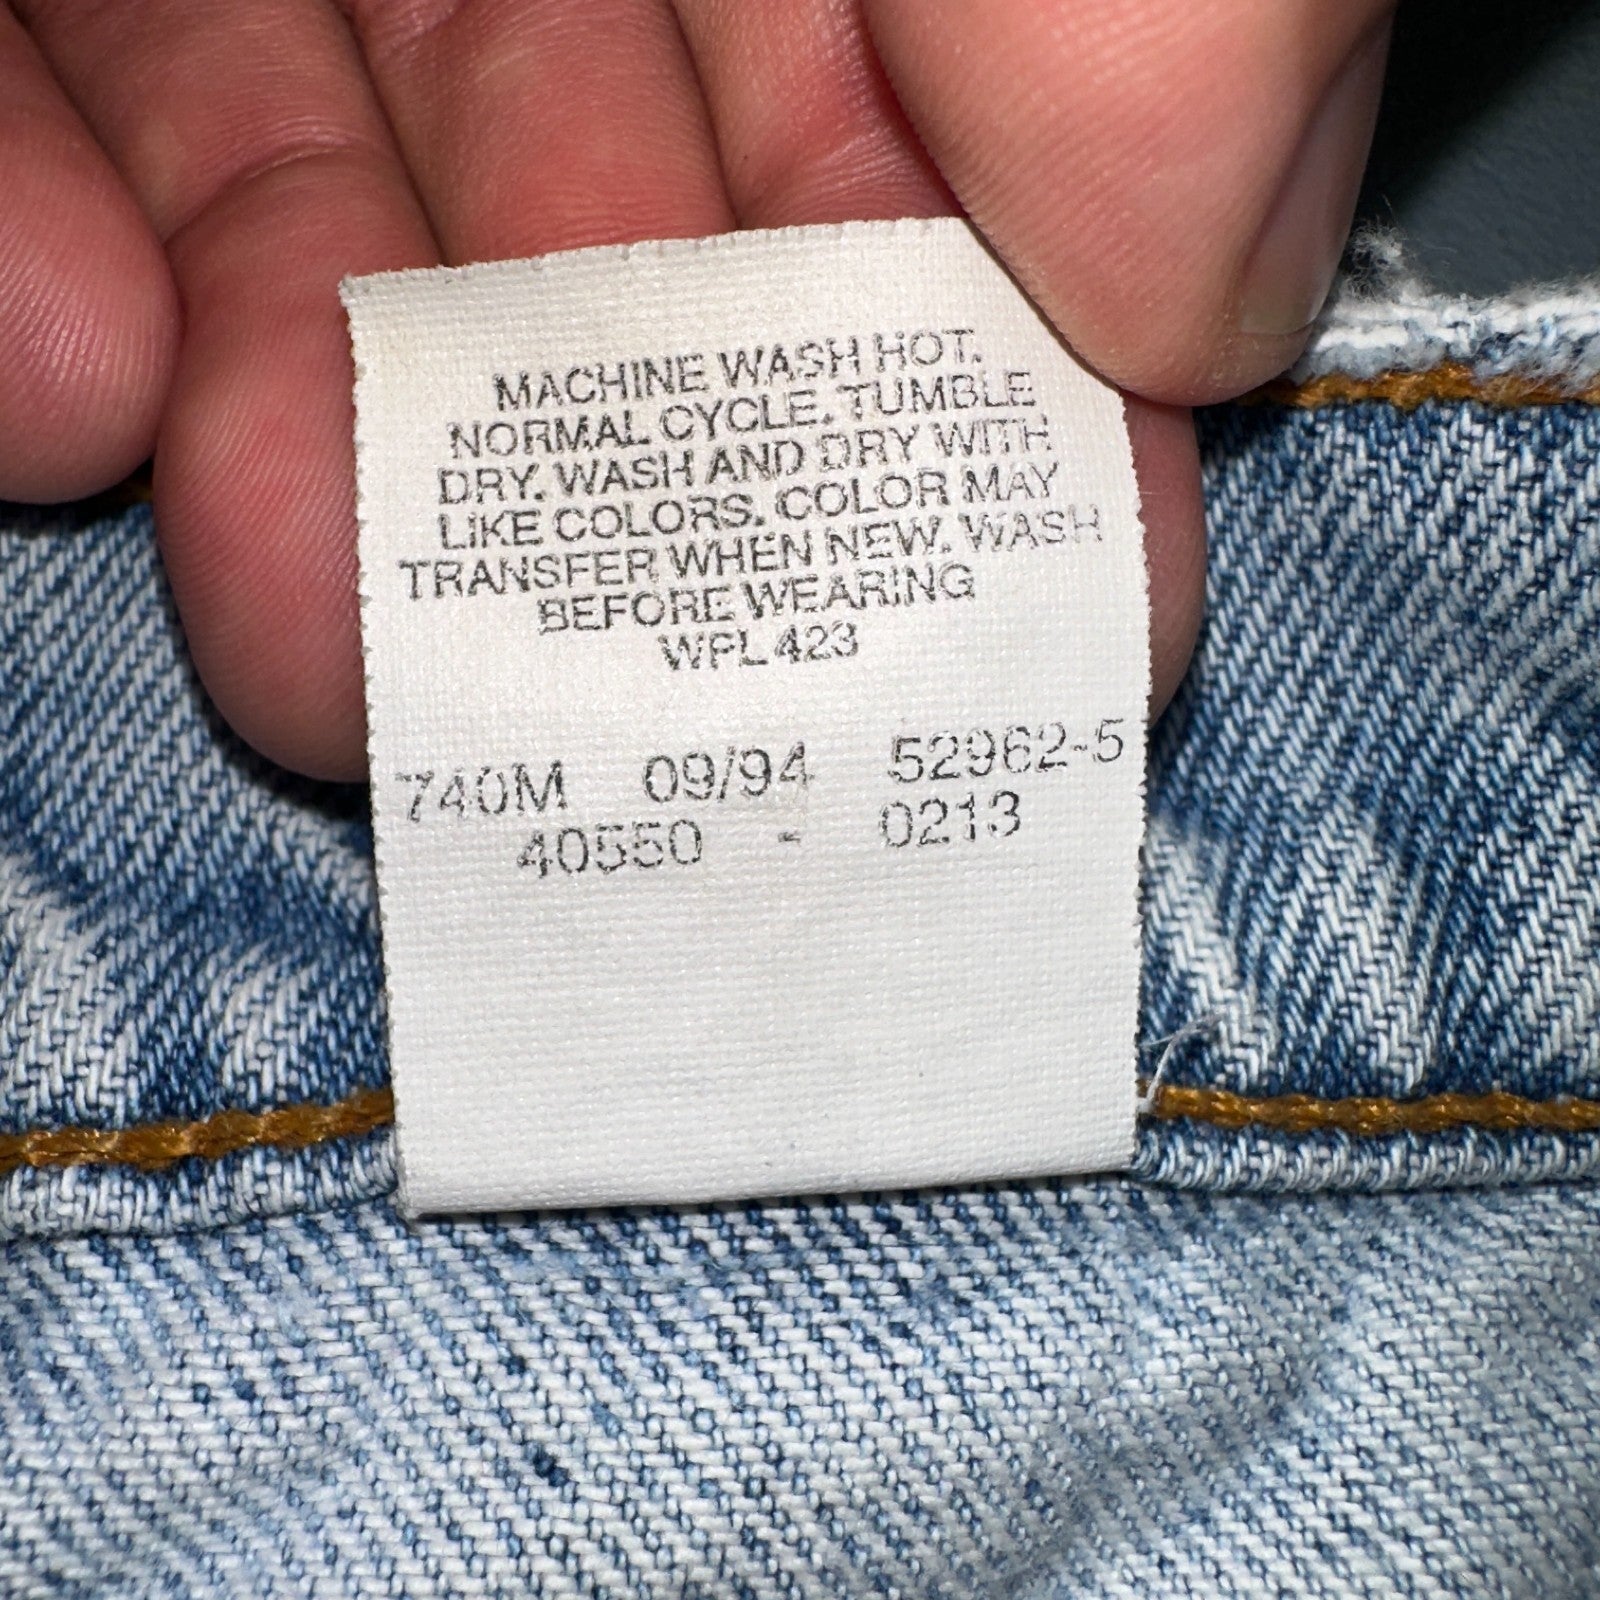 MACHINE WASH HOT.
NORMAL CYCLE. TUMBLE
DRY. WASH AND DRY WITH
LIKE COLORS. COLOR MAY
TRANSFER WHEN NEW. WASH
BEFORE WEARING
WPL 423
740M 09/94 52962-5
40550 - 0213